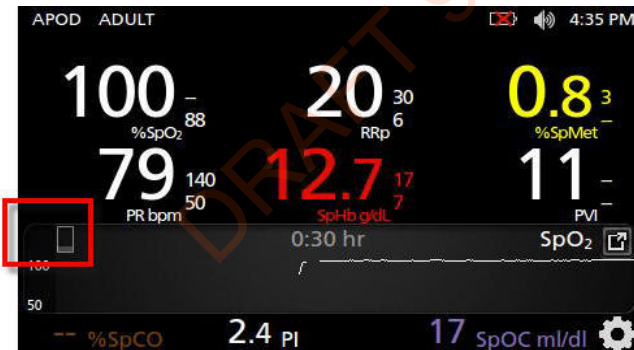 APOD ADULT 4:35 PM
100 – 88 %SpO₂
20 30 6 RRp
0.8 3 – %SpMet
79 140 50 PR bpm
12.7 17 7 SpHb g/dL
11 – – PVI
0:30 hr SpO₂
100
50
-- %SpCO 2.4 PI 17 SpOC ml/dl
DRAFT